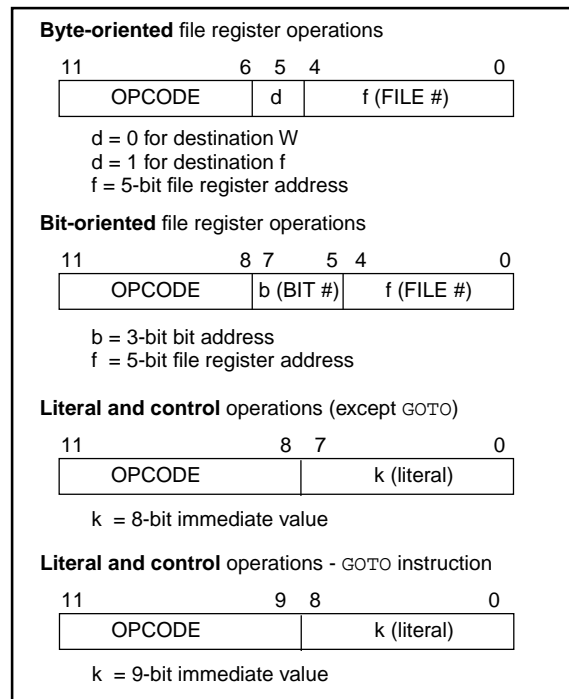 Byte-oriented file register operations
11 6 5 4 0
OPCODE d f (FILE #)
d = 0 for destination W
d = 1 for destination f
f = 5-bit file register address
Bit-oriented file register operations
11 8 7 5 4 0
OPCODE b (BIT #) f (FILE #)
b = 3-bit bit address
f = 5-bit file register address
Literal and control operations (except GOTO)
11 8 7 0
OPCODE k (literal)
k = 8-bit immediate value
Literal and control operations - GOTO instruction
11 9 8 0
OPCODE k (literal)
k = 9-bit immediate value